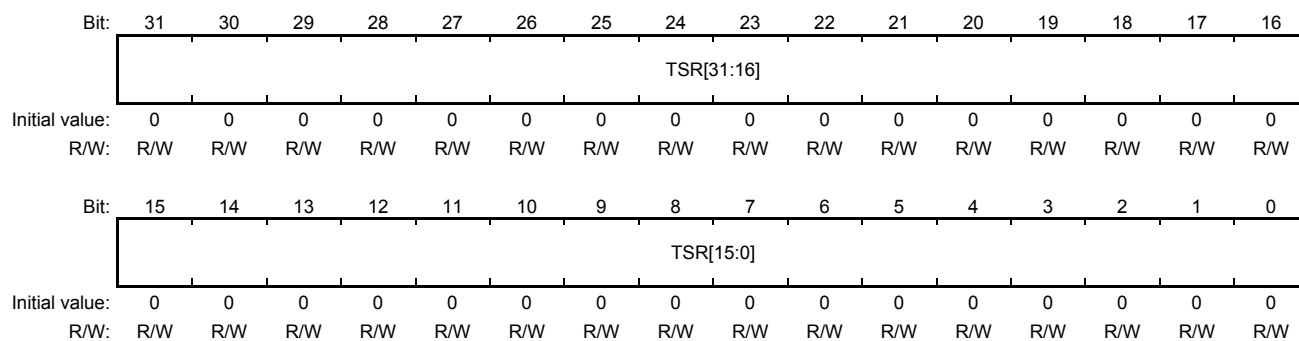 Bit: 31 30 29 28 27 26 25 24 23 22 21 20 19 18 17 16
TSR[31:16]
Initial value: 0 0 0 0 0 0 0 0 0 0 0 0 0 0 0 0
R/W: R/W R/W R/W R/W R/W R/W R/W R/W R/W R/W R/W R/W R/W R/W R/W R/W
Bit: 15 14 13 12 11 10 9 8 7 6 5 4 3 2 1 0
TSR[15:0]
Initial value: 0 0 0 0 0 0 0 0 0 0 0 0 0 0 0 0
R/W: R/W R/W R/W R/W R/W R/W R/W R/W R/W R/W R/W R/W R/W R/W R/W R/W